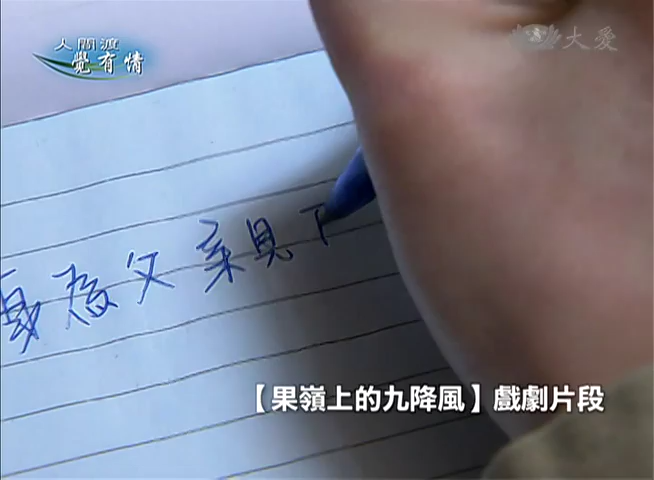 人間渡
覺有情
大愛
為父親見
【果嶺上的九降風】戲劇片段